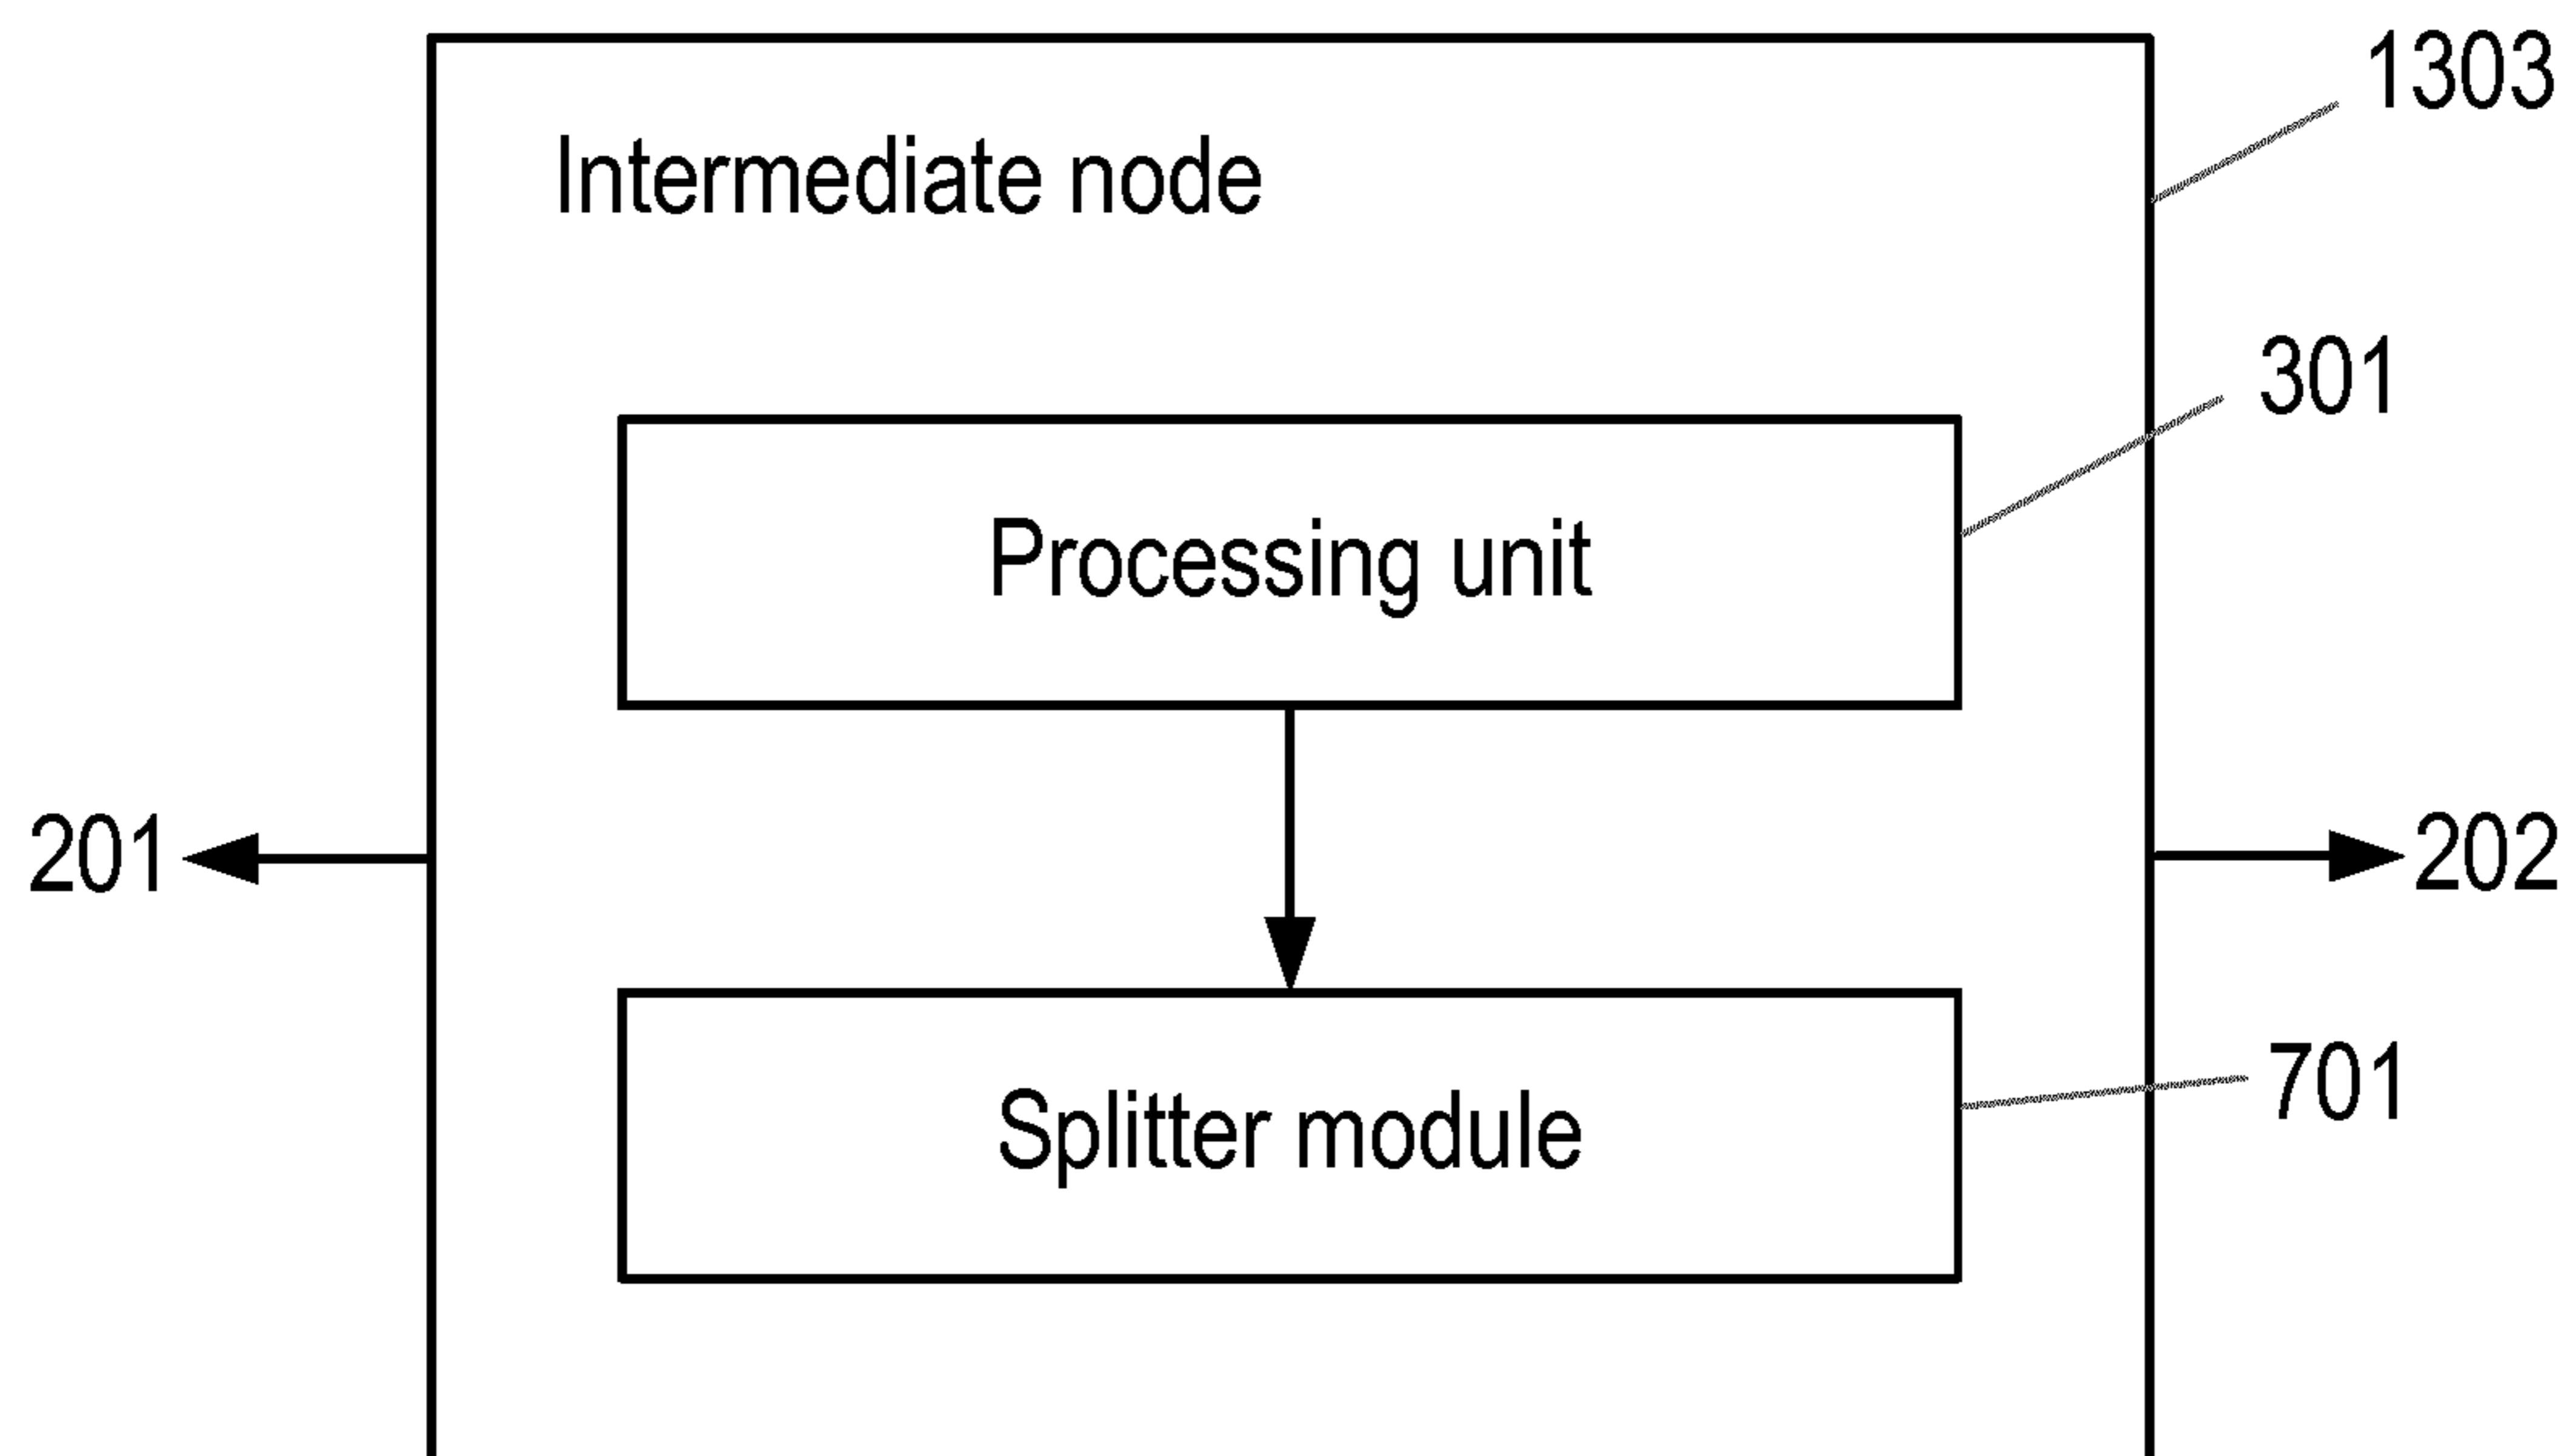 1303
Intermediate node
301
Processing unit
201
202
701
Splitter module